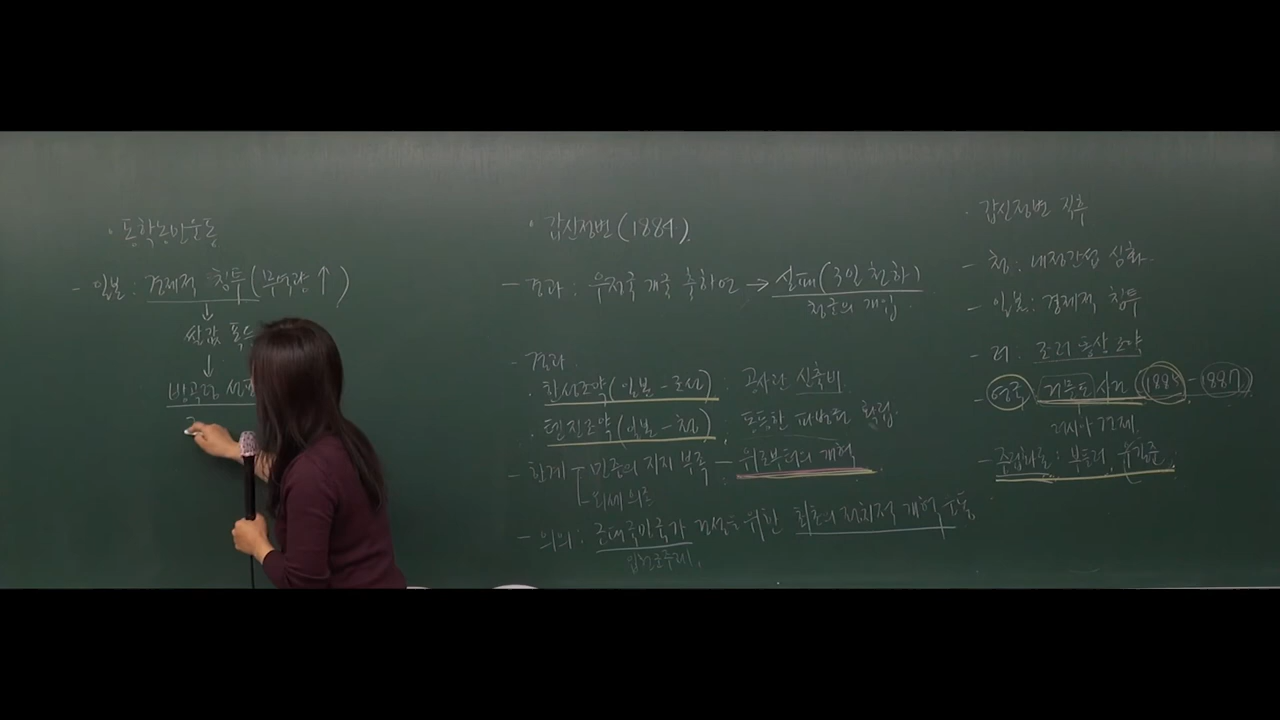 · 동학농민운동
- 일본 : 경제적 침투 (무역량 ↑)
↓
쌀값 폭
↓
방곡령 선포
· 갑신정변 (1884).
- 경과 : 우정국 개국 축하연 → 실패 (3일 천하)
청군의 개입
- 결과
· 한성조약 (일본-조선) : 공사관 신축비.
· 톈진조약 (일본-청) : 동등한 파병권 확립.
- 한계 민중의 지지 부족 - 위로부터의 개혁
- 외세 의존
- 의의 : 근대국민국가 건설을 위한 최초의 정치적 개혁 운동
입헌군주제.
· 갑신정변 직후
- 청 : 내정간섭 심화.
- 일본 : 경제적 침투
- 러 : 조러 통상 조약
- 영국 거문도 사건 (1885 - 1887)
러시아 견제.
- 중립화론 : 부들러, 유길준